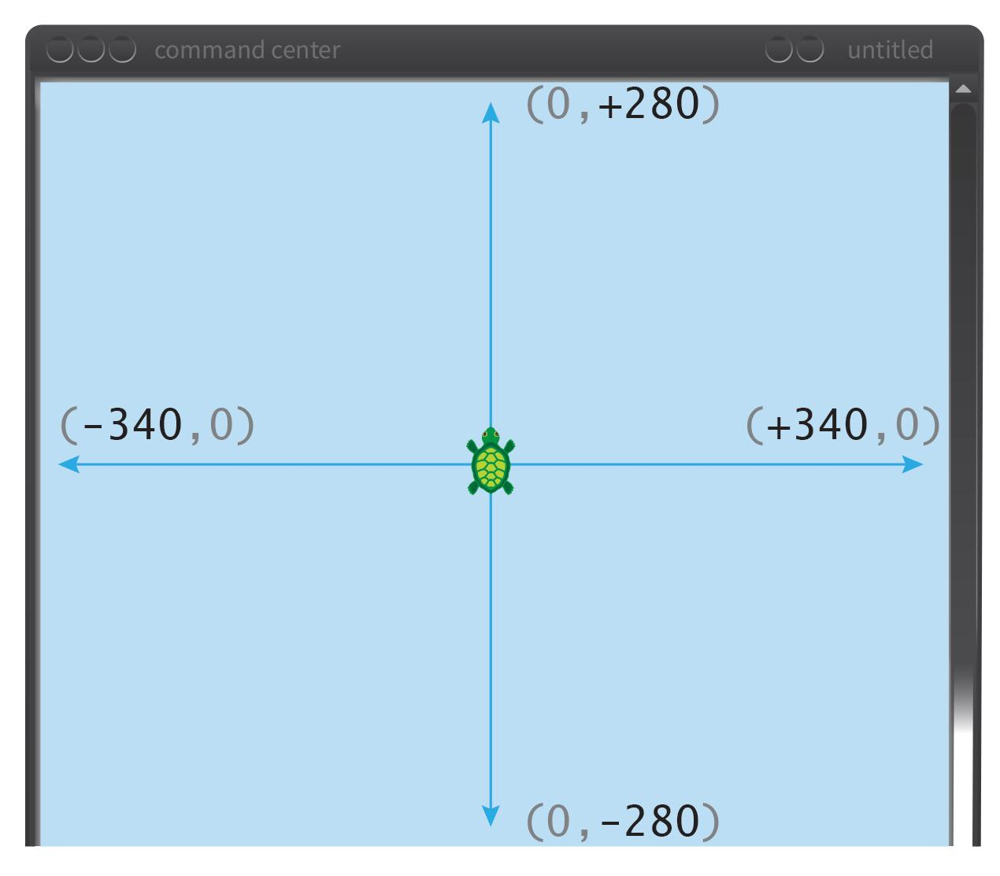 command center
untitled
(0,+280)
(-340,0)
(+340,0)
(0,-280)